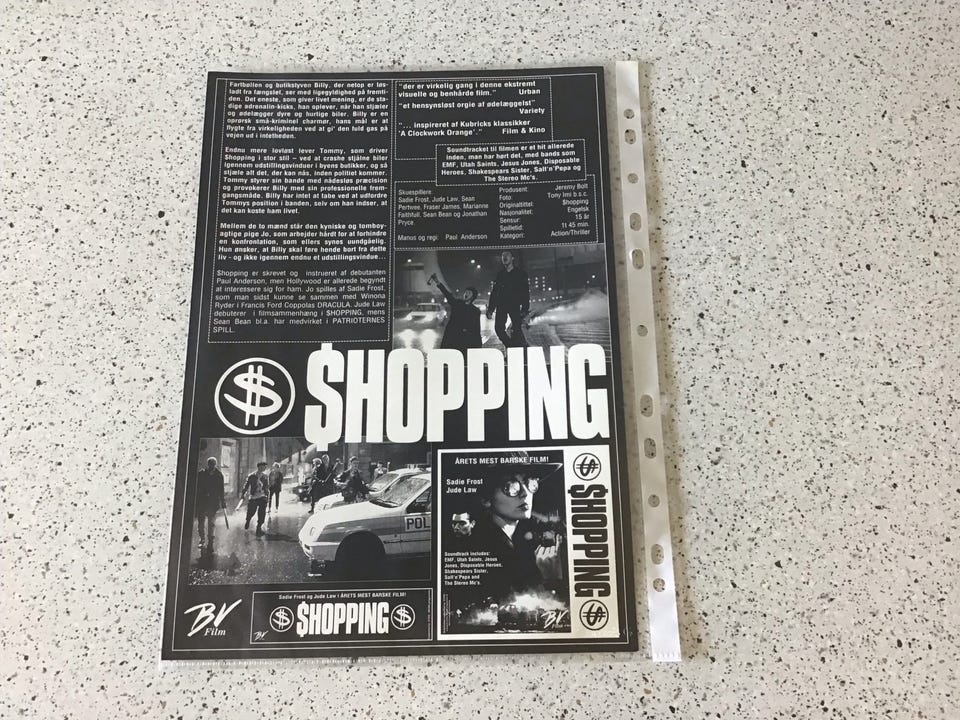 Fartbøllen og butikstyven Billy, der netop er løs-
ladt fra fængslet, ser med ligegyldighed på fremti-
den. Det eneste, som giver livet mening, er de sta-
dige adrenalin-kicks, han oplever, når han stjæler
og ødelægger dyre og hurtige biler. Billy er en
oprørsk små-kriminel charmør, hans mål er at
flygte fra virkeligheden ved at gi' den fuld gas på
vejen ud i intetheden.
Endnu mere lovløst lever Tommy, som driver
$hopping i stor stil – ved at crashe stjålne biler
igennem udstillingsvinduer i byens butikker, og så
stjæle alt det, der kan nås, inden politiet kommer.
Tommy styrer sin bande med nådesløs præcision
og provokerer Billy med sin professionelle frem-
gangsmåde. Billy har intet at tabe ved at udfordre
Tommys position i banden, selv om han indser, at
det kan koste ham livet.
Mellem de to mænd står den kyniske og tomboy-
agtige pige Jo, som arbejder hårdt for at forhindre
en konfrontation, som ellers synes uundgåelig.
Hun ønsker, at Billy skal føre hende bort fra dette
liv - og ikke igennem endnu et udstillingsvindue...
$hopping er skrevet og instrueret af debutanten
Paul Anderson, men Hollywood er allerede begyndt
at interessere sig for ham. Jo spilles af Sadie Frost,
som man sidst kunne se sammen med Winona
Ryder i Francis Ford Coppolas DRACULA. Jude Law
debuterer i filmsammenhæng i $HOPPING, mens
Sean Bean bl.a. har medvirket i PATRIOTERNES
SPILL.
"der er virkelig gang i denne ekstremt
visuelle og benhårde film."
Urban
"et hensynsløst orgie af ødelæggelst"
Variety
"... inspireret af Kubricks klassikker
'A Clockwork Orange'." Film & Kino
Soundtracket til filmen er et hit allerede
inden, man har hørt det, med bands som
EMF, Utah Saints, Jesus Jones, Disposable
Heroes, Shakespears Sister, Salt'n'Pepa og
The Stereo Mc's.
Skuespillere:
Sadie Frost, Jude Law, Sean
Pertwee, Fraser James, Marianne
Faithfull, Sean Bean og Jonathan
Pryce.
Manus og regi: Paul Anderson
Produsent: Jeremy Bolt
Foto: Tony Imi b.s.c.
Originaltittel: $hopping
Nasjonalitet: Engelsk
Sensur: 15 år
Spilletid: 1t 45 min.
Kategori: Action/Thriller
$HOPPING
POL
ÅRETS MEST BARSKE FILM!
Sadie Frost
Jude Law
Soundtrack includes:
EMF, Utah Saints, Jesus
Jones, Disposable Heroes,
Shakespears Sister,
Salt'n'Pepa and
The Stereo Mc's.
BV
Film
$HOPPING
BV
Film
Sadie Frost og Jude Law i ÅRETS MEST BARSKE FILM!
$HOPPING
BV